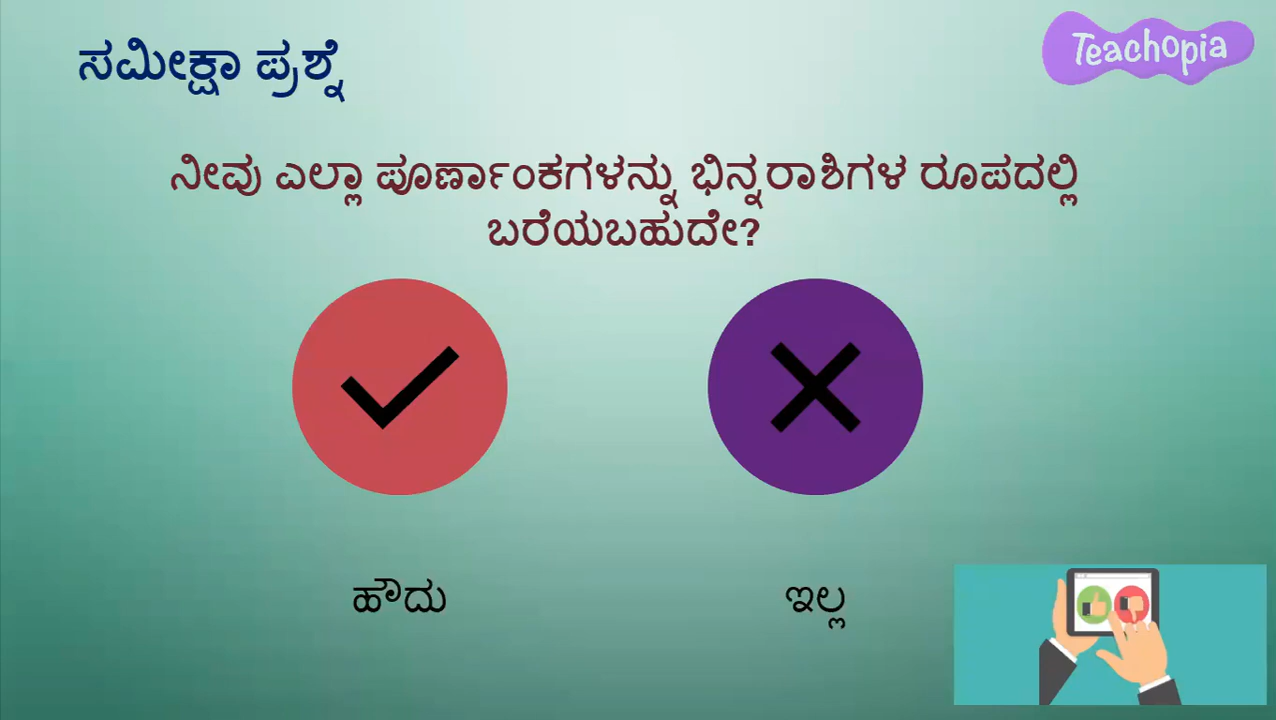 ಸಮೀಕ್ಷಾ ಪ್ರಶ್ನೆ
Teachopia
ನೀವು ಎಲ್ಲಾ ಪೂರ್ಣಾಂಕಗಳನ್ನು ಭಿನ್ನರಾಶಿಗಳ ರೂಪದಲ್ಲಿ
ಬರೆಯಬಹುದೇ?
ಹೌದು
ಇಲ್ಲ